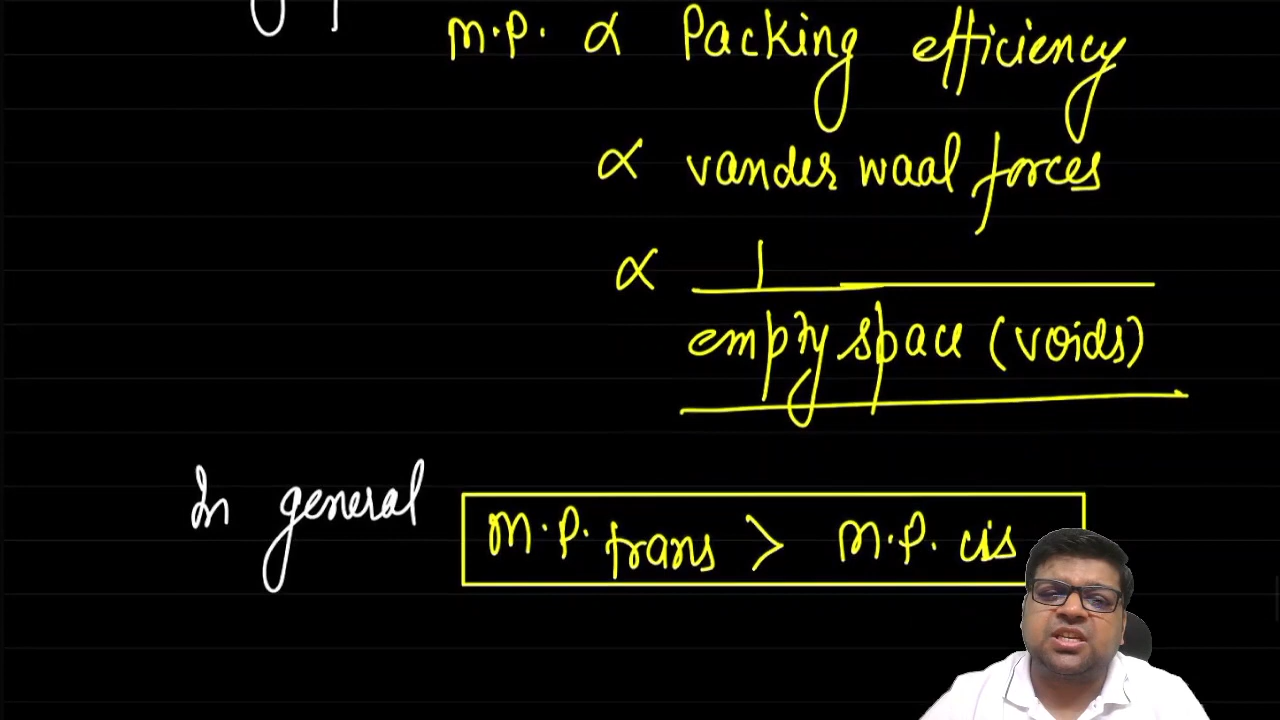 m.p. ∝ Packing efficiency
∝ vander waal forces
∝ 1
empty space (voids)
In general m.p. trans > m.p. cis